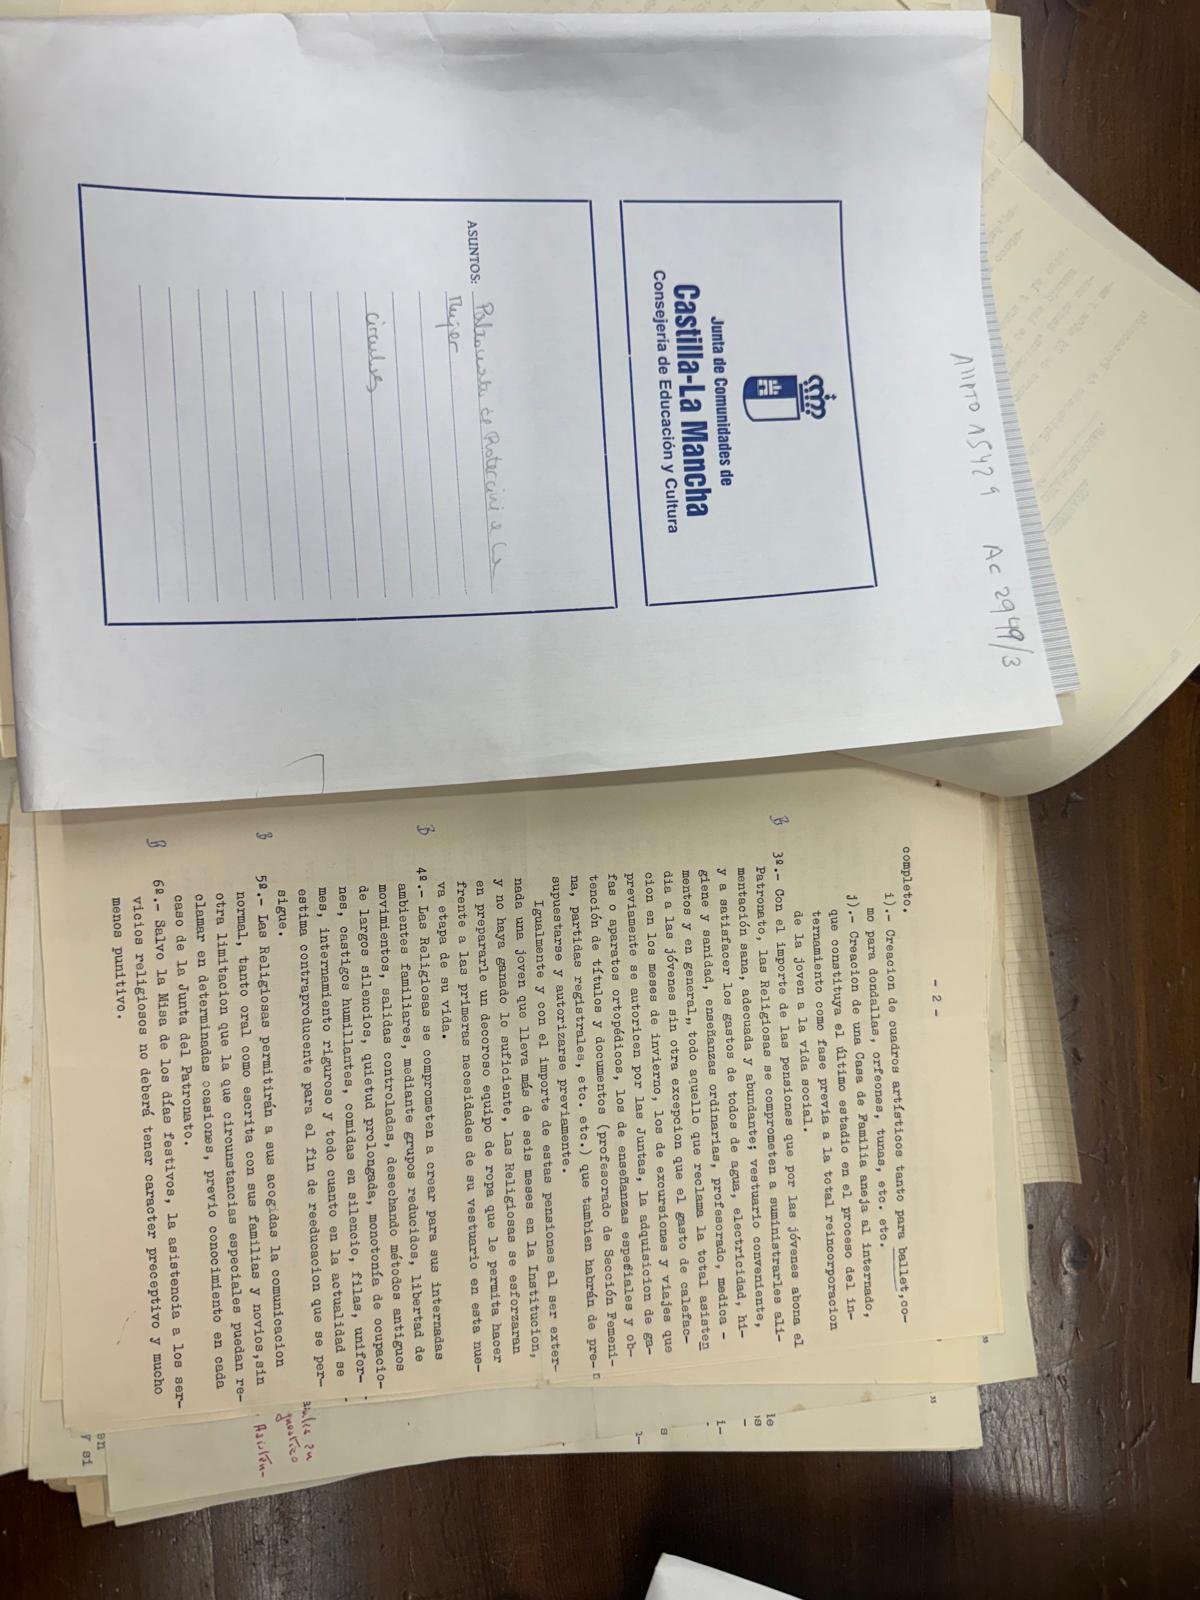 AHPTO 15429 AC 2949/3
Junta de Comunidades de
Castilla-La Mancha
Consejería de Educación y Cultura
ASUNTOS: Patronato de Protección a la
Mujer
circulares
- 2 -
completo.
i).- Creacion de cuadros artísticos tanto para ballet,co-
mo para dondallas, orfeones, tunas, etc. etc.
j).- Creacion de una Casa de Familia aneja al internado,
que constituya el último estadio en el proceso del in-
ternamiento como fase previa a la total reincorporacion
de la joven a la vida social.
B 3º.- Con el importe de las pensiones que por las jóvenes abona el
Patronato, las Religiosas se comprometen a suministrarles ali-
mentación sana, adecuada y abundante; vestuario conveniente,
y a satisfacer los gastos de todos de agua, electricidad, hi-
giene y sanidad, enseñanzas ordinarias, profesorado, medica -
mentos y en general,, todo aquello que reclama la total asisten
dia a las jóvenes sin otra excepcion que el gasto de calefac-
cion en los meses de invierno, los de excursiones y viajes que
previamente se autoricen por las Juntas, la adquisicion de ga-
fas o aparatos ortopédicos, los de enseñanzas especiales y ob-
tención de títulos y documentos (profesorado de Sección Femeni-
na, partidas registrales, etc. etc.) que tambien habrán de pre-
supuestarse y autorizarse previamente.
Igualmente y con el importe de estas pensiones al ser exter-
nada una joven que lleva más de seis meses en la Institucion,
y no haya ganado lo suficiente, las Religiosas se esforzaran
en prepararle un decoroso equipo de ropa que le permita hacer
frente a las primeras necesidades de su vestuario en esta nue-
va etapa de su vida.
B 4º.- Las Religiosas se comprometen a crear para sus internadas
ambientes familiares, mediante grupos reducidos, libertad de
movimientos, salidas controladas, desechando métodos antiguos
de largos silencios, quietud prolongada, monotonía de ocupacio-
nes, castigos humillantes, comidas en silencio, filas, unifor-
mes, internamiento riguroso y todo cuanto en la actualidad se
estima contraproducente para el fin de reeducacion que se per-
sigue.
B 5º.- Las Religiosas permitirán a sus acogidas la comunicacion
normal, tanto oral como escrita con sus familias y novios,sin
otra limitacion que la que circunstancias especiales puedan re-
clamar en determinadas ocasiones, previo conocimiento en cada
caso de la Junta del Patronato.
B 6º.- Salvo la Misa de los días festivos, la asistencia a los ser-
vicios religiosos no deberá tener caracter preceptivo y mucho
menos punitivo.
le
i-
en
y si